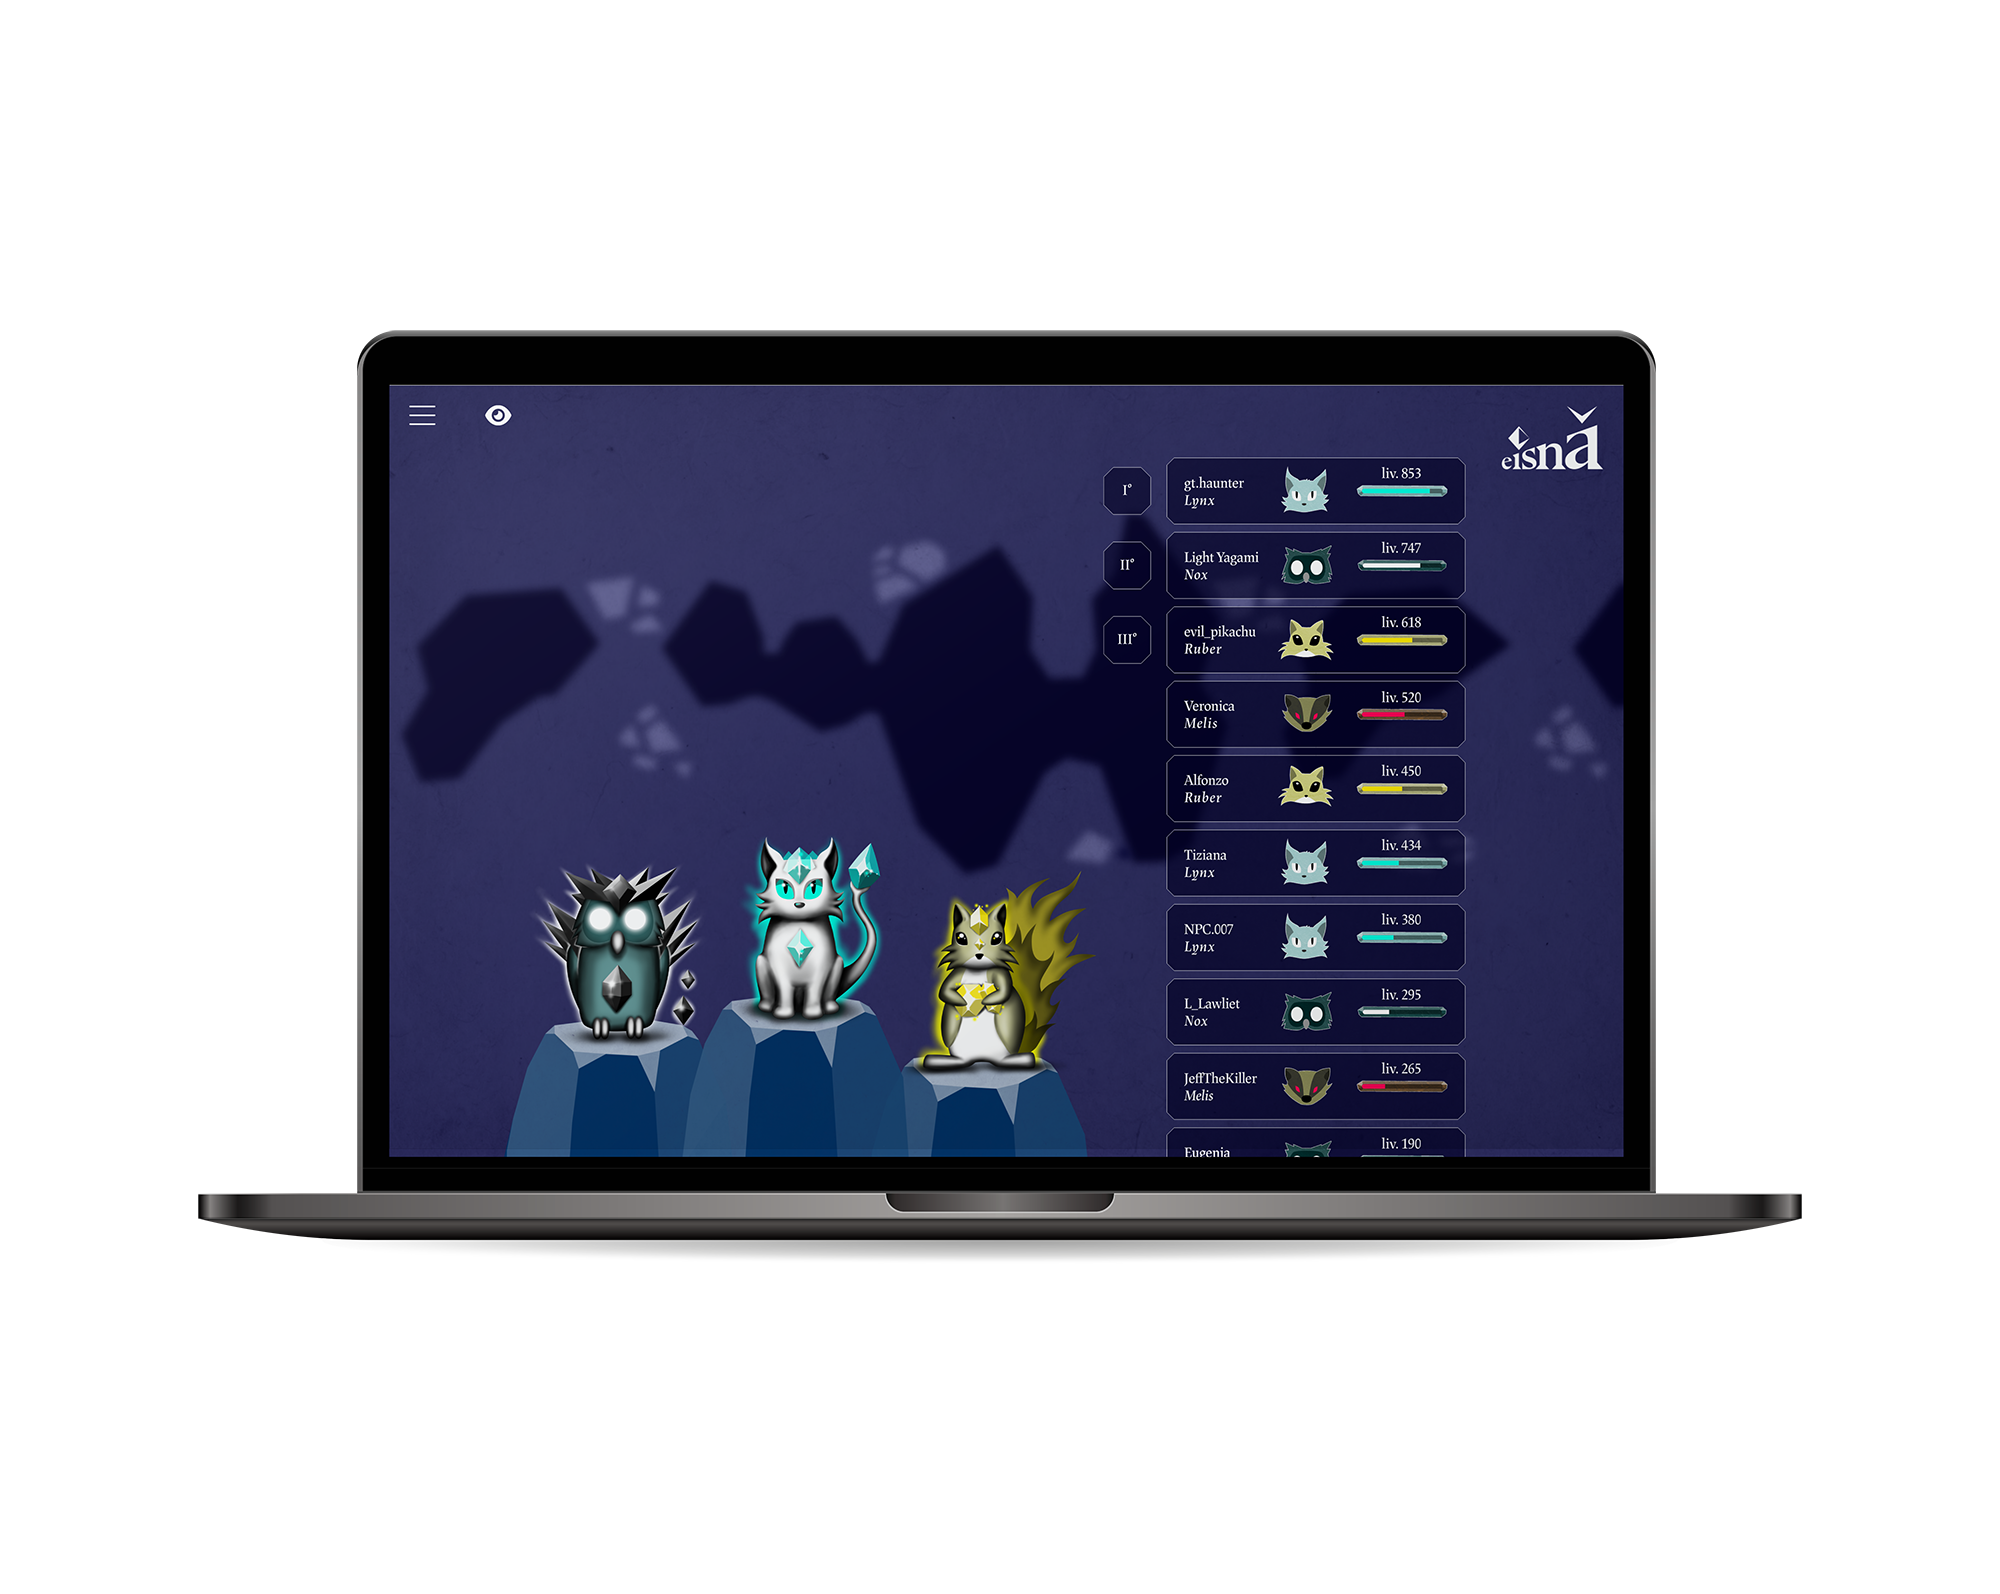 eisnā
I°
gt.haunter
Lynx
liv. 853
II°
Light Yagami
Nox
liv. 747
III°
evil_pikachu
Ruber
liv. 618
Veronica
Melis
liv. 520
Alfonzo
Ruber
liv. 450
Tiziana
Lynx
liv. 434
NPC.007
Lynx
liv. 380
L_Lawliet
Nox
liv. 295
JeffTheKiller
Melis
liv. 265
Eugenia
liv. 190